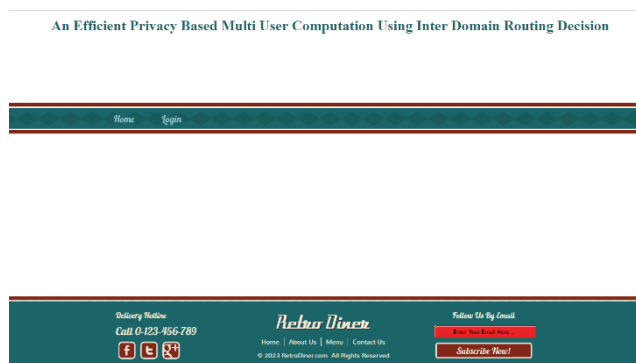 An Efficient Privacy Based Multi User Computation Using Inter Domain Routing Decision
Home Login
Delivery Hotline
Call 0-123-456-789
f t g+
Retro Diner
Home | About Us | Menu | Contact Us
© 2023 RetroDiner.com. All Rights Reserved
Follow Us By Email
Enter Your Email Here...
Subscribe Now!